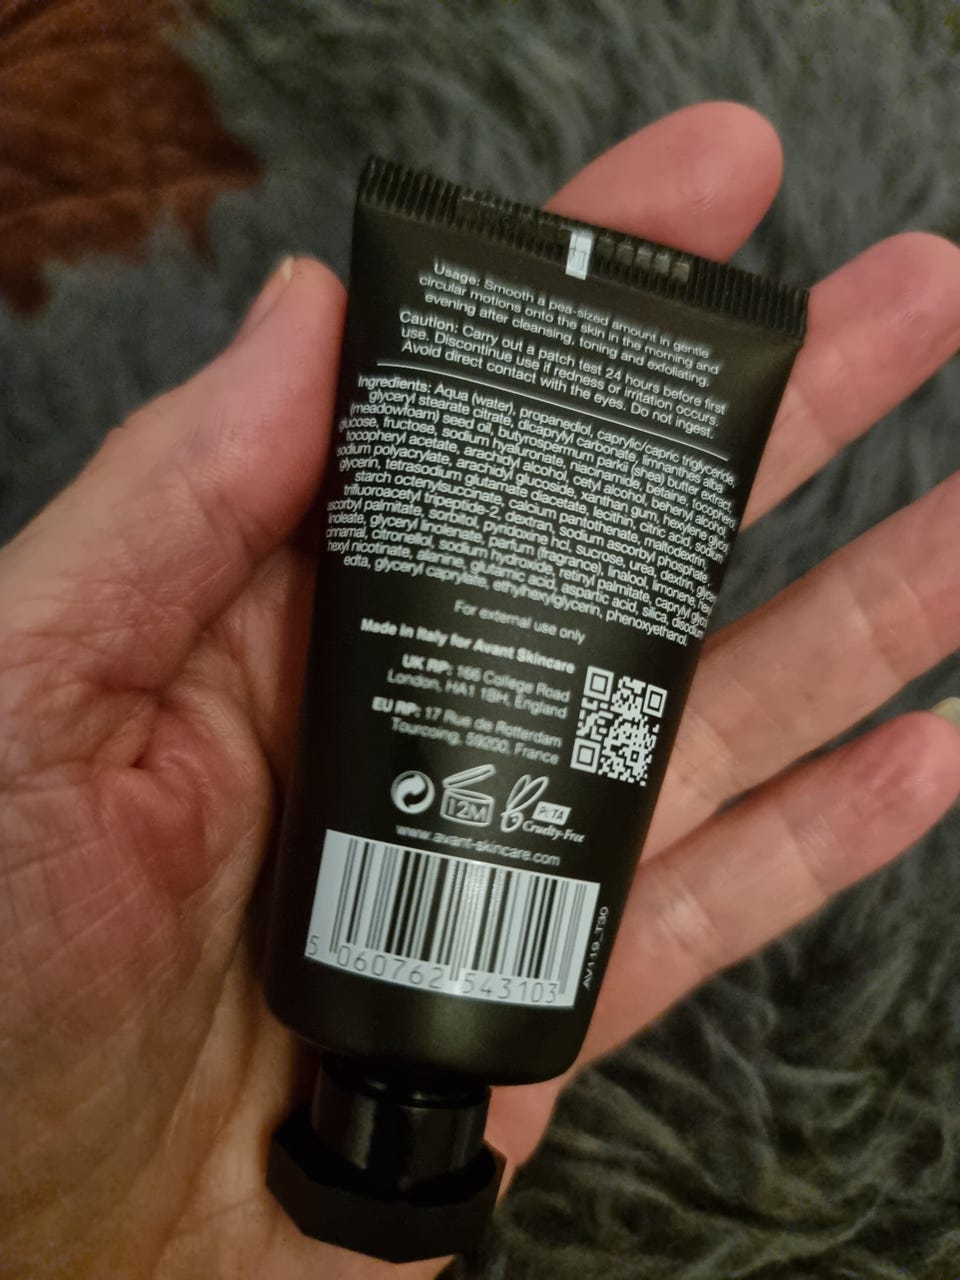 Usage: Smooth a pea-sized amount in gentle
circular motions onto the skin in the morning and
evening after cleansing, toning and exfoliating.
Caution: Carry out a patch test 24 hours before first
use. Discontinue use if redness or irritation occurs.
Avoid direct contact with the eyes. Do not ingest.
Ingredients: Aqua (water), propanediol, caprylic/capric triglyceride,
glyceryl stearate citrate, dicaprylyl carbonate, limnanthes alba
(meadowfoam) seed oil, butyrospermum parkii (shea) butter extract,
glucose, fructose, sodium hyaluronate, niacinamide, betaine, tocopherol,
tocopheryl acetate, arachidyl alcohol, cetyl alcohol, behenyl alcohol,
sodium polyacrylate, arachidyl glucoside, xanthan gum, hexylene glycol,
glycerin, tetrasodium glutamate diacetate, lecithin, citric acid, sodium
starch octenylsuccinate, calcium pantothenate, maltodextrin,
trifluoroacetyl tripeptide-2, dextran, sodium ascorbyl phosphate,
ascorbyl palmitate, sorbitol, pyridoxine hcl, sucrose, urea, dextrin,
linoleate, glyceryl linolenate, parfum (fragrance), linalool, limonene,
cinnamal, citronellol, sodium hydroxide, retinyl palmitate, caprylyl glycol,
hexyl nicotinate, alanine, glutamic acid, aspartic acid, silica, disodium
edta, glyceryl caprylate, ethylhexylglycerin, phenoxyethanol.
For external use only
Made in Italy for Avant Skincare
UK RP: 166 College Road
London, HA1 1BH, England
EU RP: 17 Rue de Rotterdam
Tourcoing, 59200, France
12M
PeTA
Cruelty-Free
www.avant-skincare.com
5 060762 543103
AV119_T30